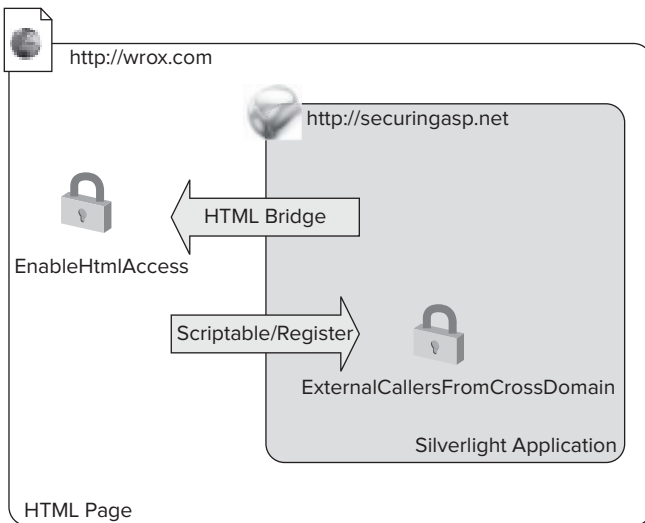 http://wrox.com
http://securingasp.net
HTML Bridge
EnableHtmlAccess
Scriptable/Register
ExternalCallersFromCrossDomain
Silverlight Application
HTML Page